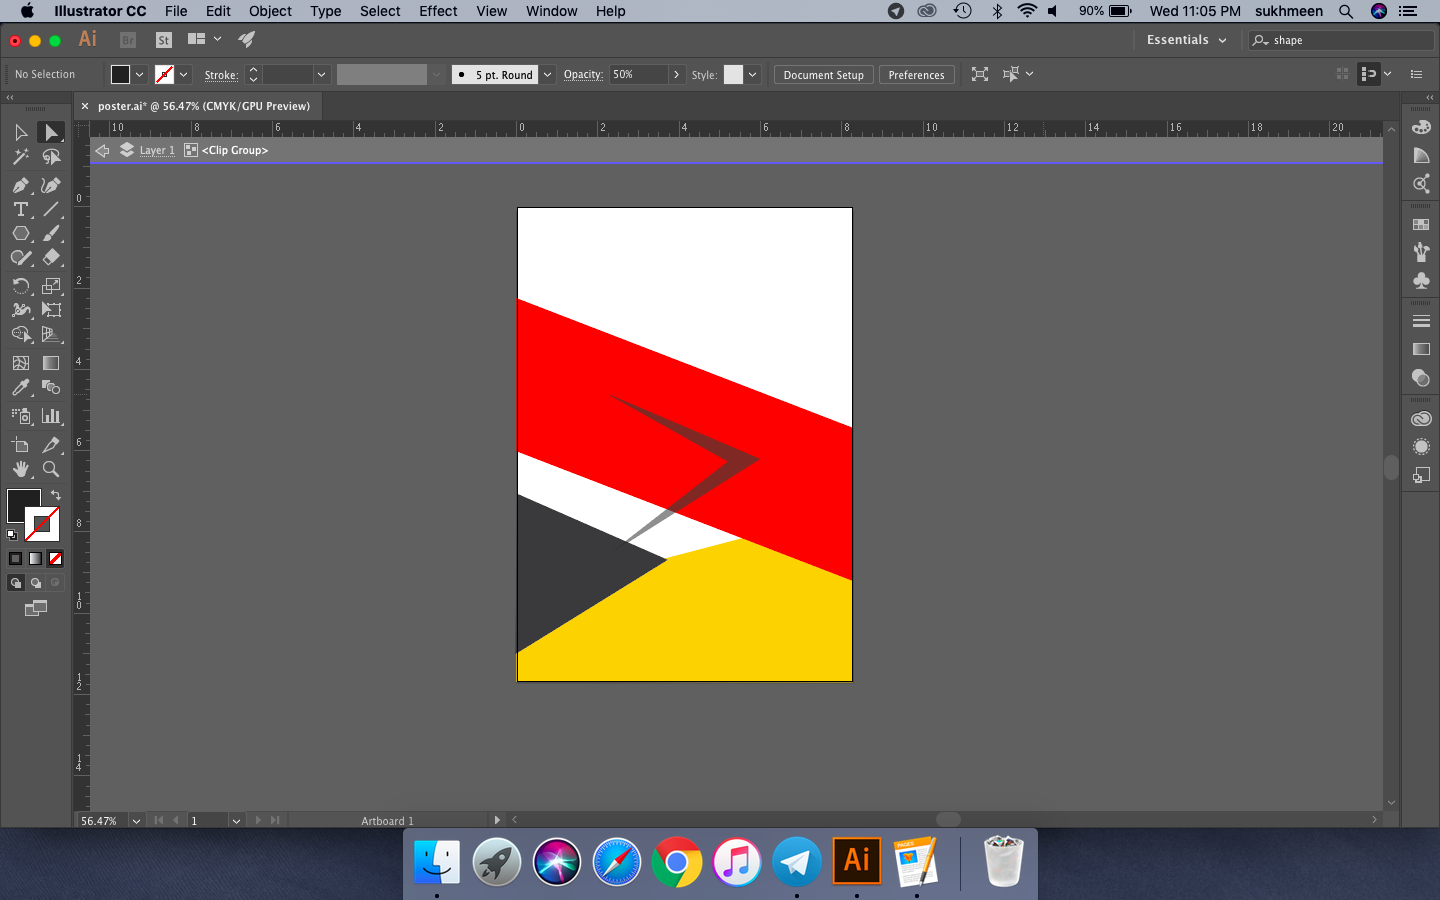 Illustrator CC File Edit Object Type Select Effect View Window Help 90% Wed 11:05 PM sukhmeen
Ai Br St Essentials shape
No Selection Stroke: 5 pt. Round Opacity: 50% Style: Document Setup Preferences
× poster.ai* @ 56.47% (CMYK/GPU Preview)
10 8 6 4 2 0 2 4 6 8 10 12 14 16 18 20
Layer 1 <Clip Group>
0
2
4
6
8
10
12
14
56.47% 1 Artboard 1
PAGES
Ai